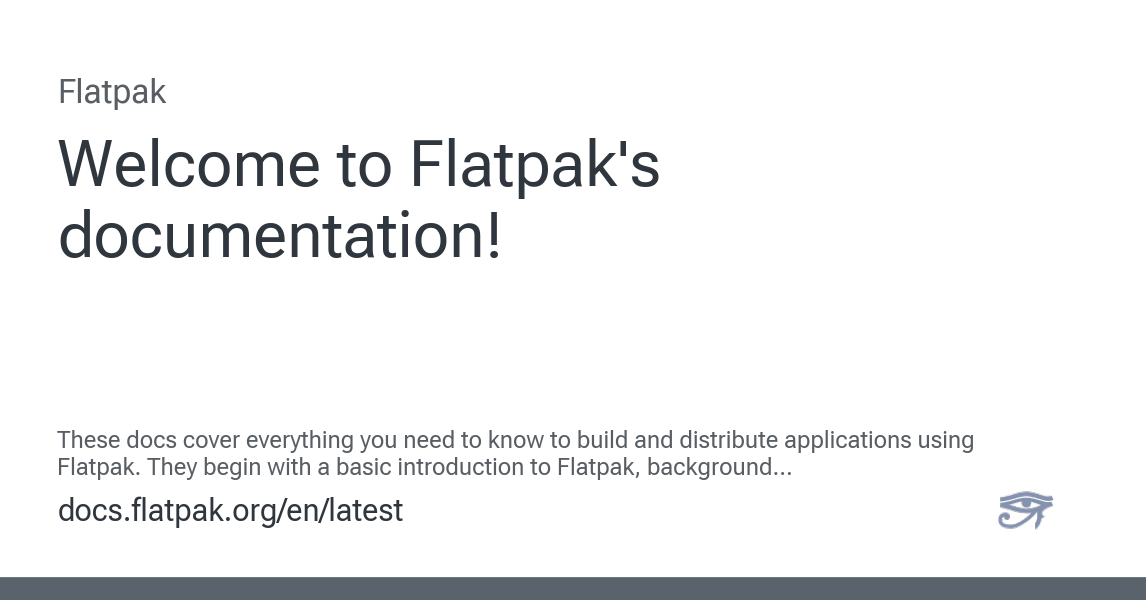 Flatpak
Welcome to Flatpak's
documentation!
These docs cover everything you need to know to build and distribute applications using
Flatpak. They begin with a basic introduction to Flatpak, background...
docs.flatpak.org/en/latest